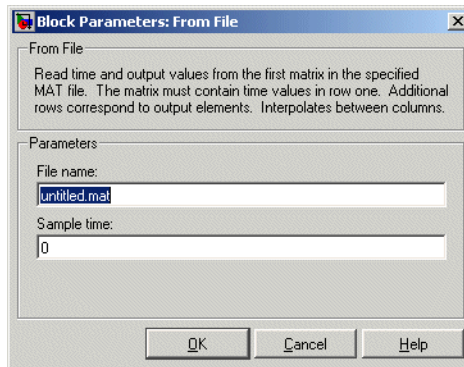 Block Parameters: From File
From File
Read time and output values from the first matrix in the specified
MAT file.  The matrix must contain time values in row one.  Additional
rows correspond to output elements.  Interpolates between columns.
Parameters
File name:
untitled.mat
Sample time:
0
OK Cancel Help